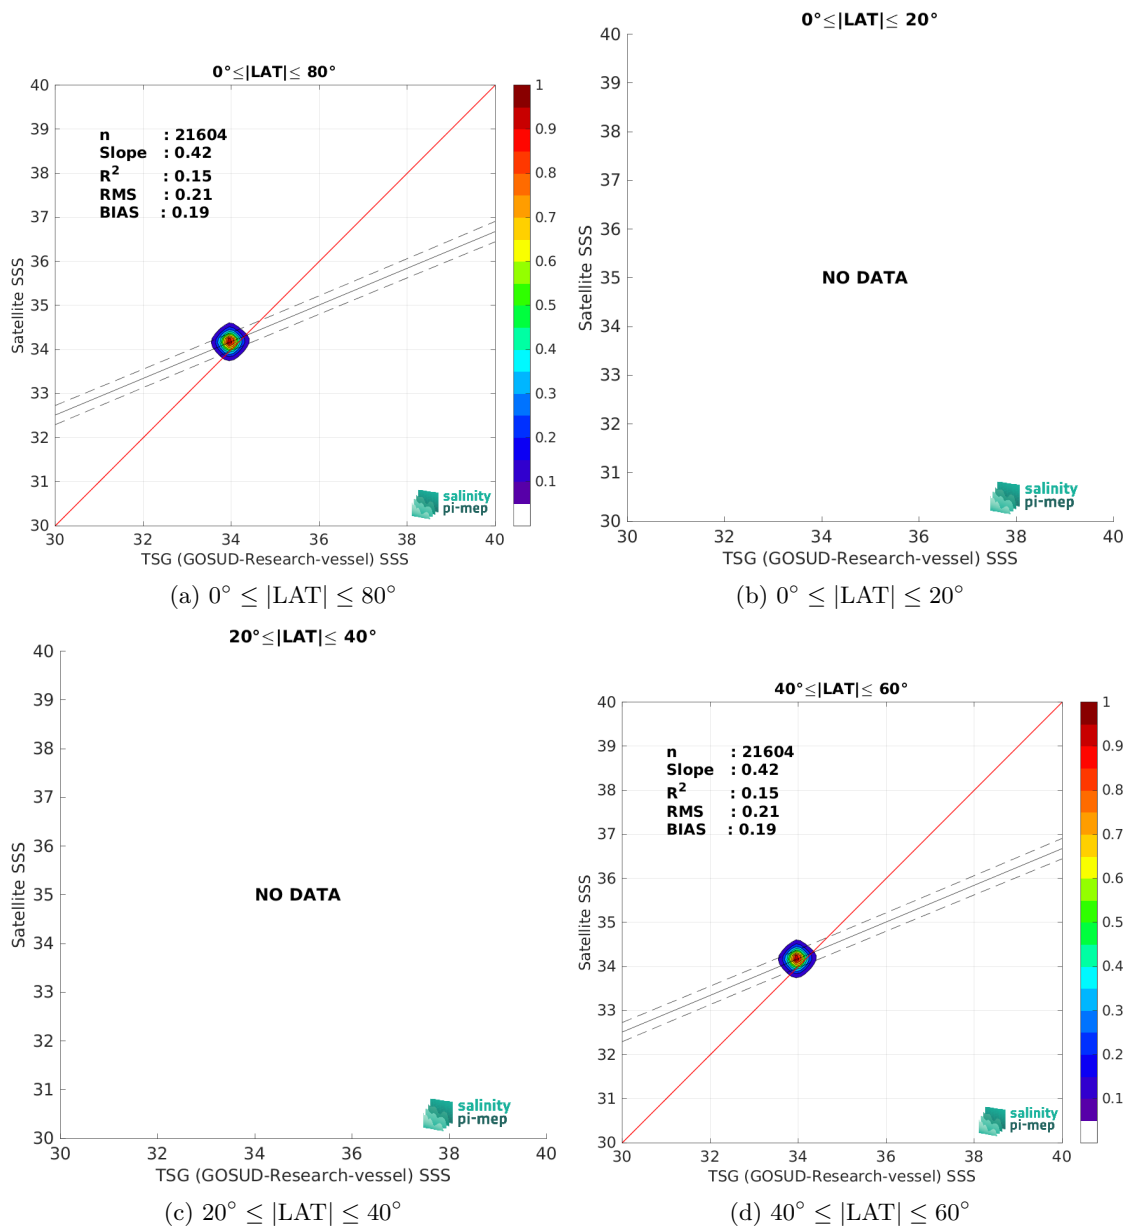 0°≤|LAT|≤ 80°
40
39
38
37
36
35
34
33
32
31
30
n : 21604
Slope : 0.42
R² : 0.15
RMS : 0.21
BIAS : 0.19
Satellite SSS
30 32 34 36 38 40
TSG (GOSUD-Research-vessel) SSS
1
0.9
0.8
0.7
0.6
0.5
0.4
0.3
0.2
0.1
salinity
pi-mep
(a) 0° ≤ |LAT| ≤ 80°
0°≤|LAT|≤ 20°
40
39
38
37
36
35
34
33
32
31
30
Satellite SSS
NO DATA
salinity
pi-mep
30 32 34 36 38 40
TSG (GOSUD-Research-vessel) SSS
(b) 0° ≤ |LAT| ≤ 20°
20°≤|LAT|≤ 40°
40
39
38
37
36
35
34
33
32
31
30
Satellite SSS
NO DATA
salinity
pi-mep
30 32 34 36 38 40
TSG (GOSUD-Research-vessel) SSS
(c) 20° ≤ |LAT| ≤ 40°
40°≤|LAT|≤ 60°
40
39
38
37
36
35
34
33
32
31
30
n : 21604
Slope : 0.42
R² : 0.15
RMS : 0.21
BIAS : 0.19
Satellite SSS
30 32 34 36 38 40
TSG (GOSUD-Research-vessel) SSS
1
0.9
0.8
0.7
0.6
0.5
0.4
0.3
0.2
0.1
salinity
pi-mep
(d) 40° ≤ |LAT| ≤ 60°